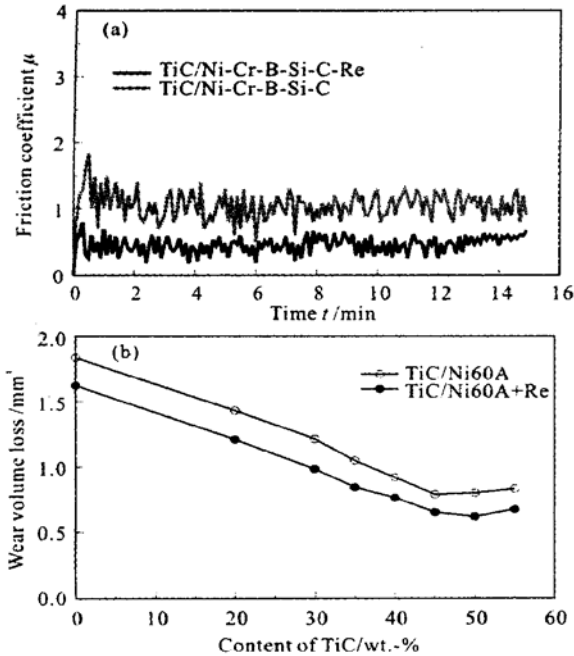 (a)
TiC/Ni-Cr-B-Si-C-Re
TiC/Ni-Cr-B-Si-C
Friction coefficient μ
4
3
2
1
0
0 2 4 6 8 10 12 14 16
Time t /min
(b)
TiC/Ni60A
TiC/Ni60A+Re
Wear volume loss /mm³
2.0
1.5
1.0
0.5
0.0
0 10 20 30 40 50 60
Content of TiC/wt.-%